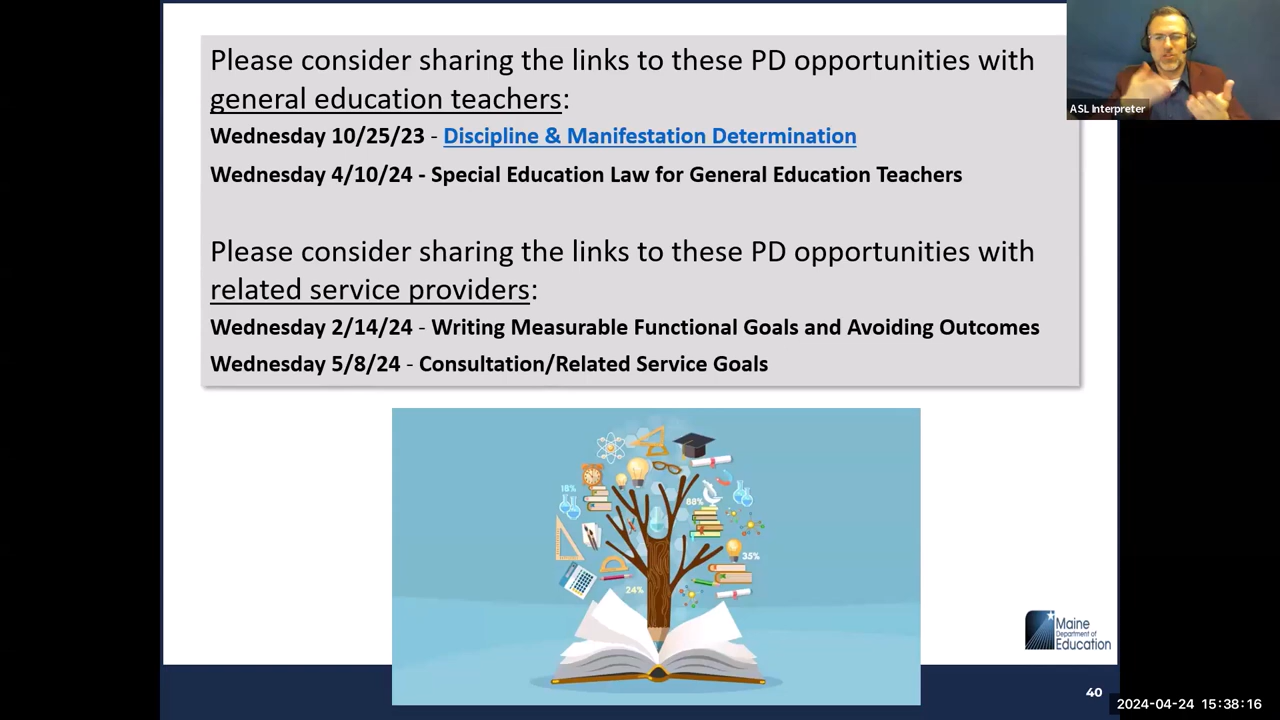 Please consider sharing the links to these PD opportunities with
general education teachers:
Wednesday 10/25/23 - Discipline & Manifestation Determination
Wednesday 4/10/24 - Special Education Law for General Education Teachers
Please consider sharing the links to these PD opportunities with
related service providers:
Wednesday 2/14/24 - Writing Measurable Functional Goals and Avoiding Outcomes
Wednesday 5/8/24 - Consultation/Related Service Goals
ASL Interpreter
18%
88%
35%
24%
Maine
Department of
Education
40
2024-04-24 15:38:16